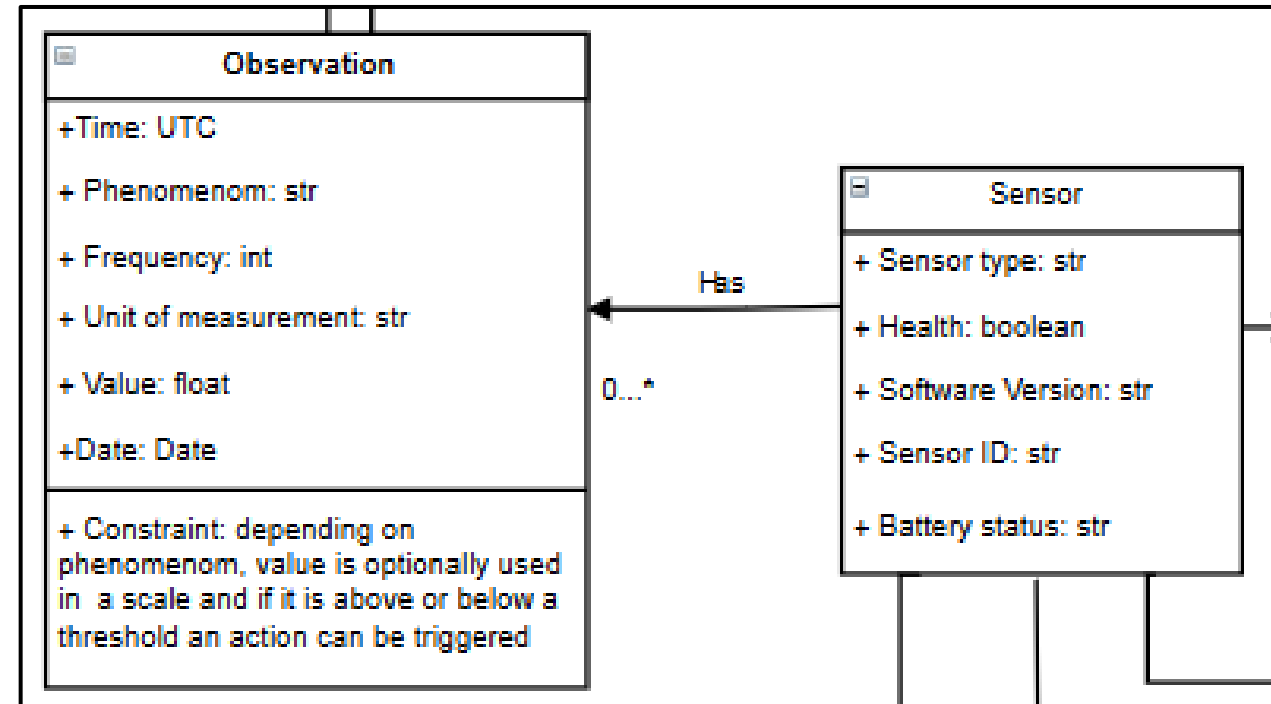 Observation
+Time: UTC
+ Phenomenom: str
+ Frequency: int
+ Unit of measurement: str
+ Value: float
+Date: Date
+ Constraint: depending on
phenomenom, value is optionally used
in a scale and if it is above or below a
threshold an action can be triggered
Has
0...*
Sensor
+ Sensor type: str
+ Health: boolean
+ Software Version: str
+ Sensor ID: str
+ Battery status: str